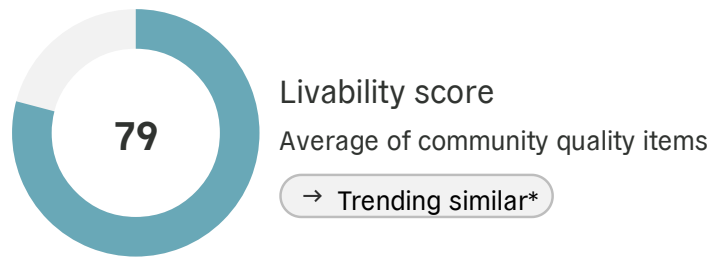 79
Livability score
Average of community quality items
→ Trending similar*